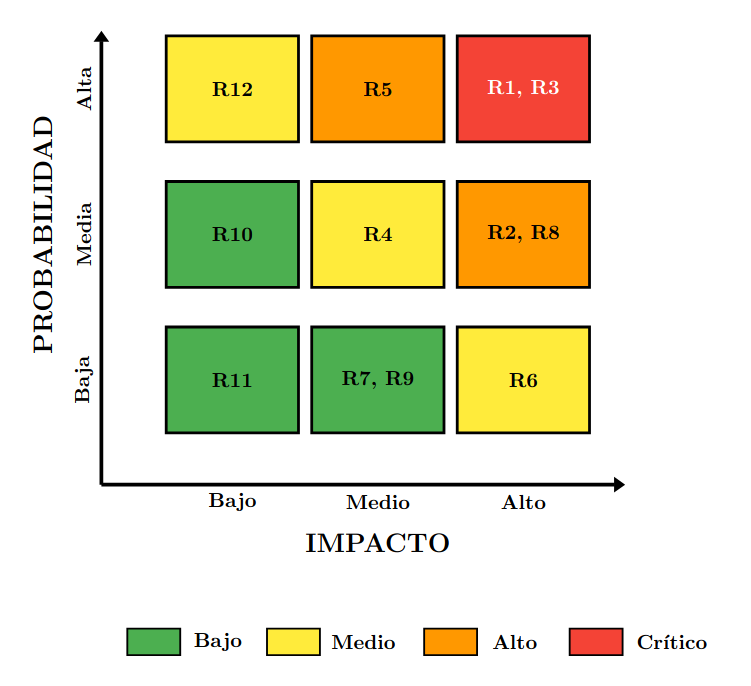 PROBABILIDAD
Alta
R12
R5
R1, R3
Media
R10
R4
R2, R8
Baja
R11
R7, R9
R6
Bajo
Medio
Alto
IMPACTO
Bajo
Medio
Alto
Crítico